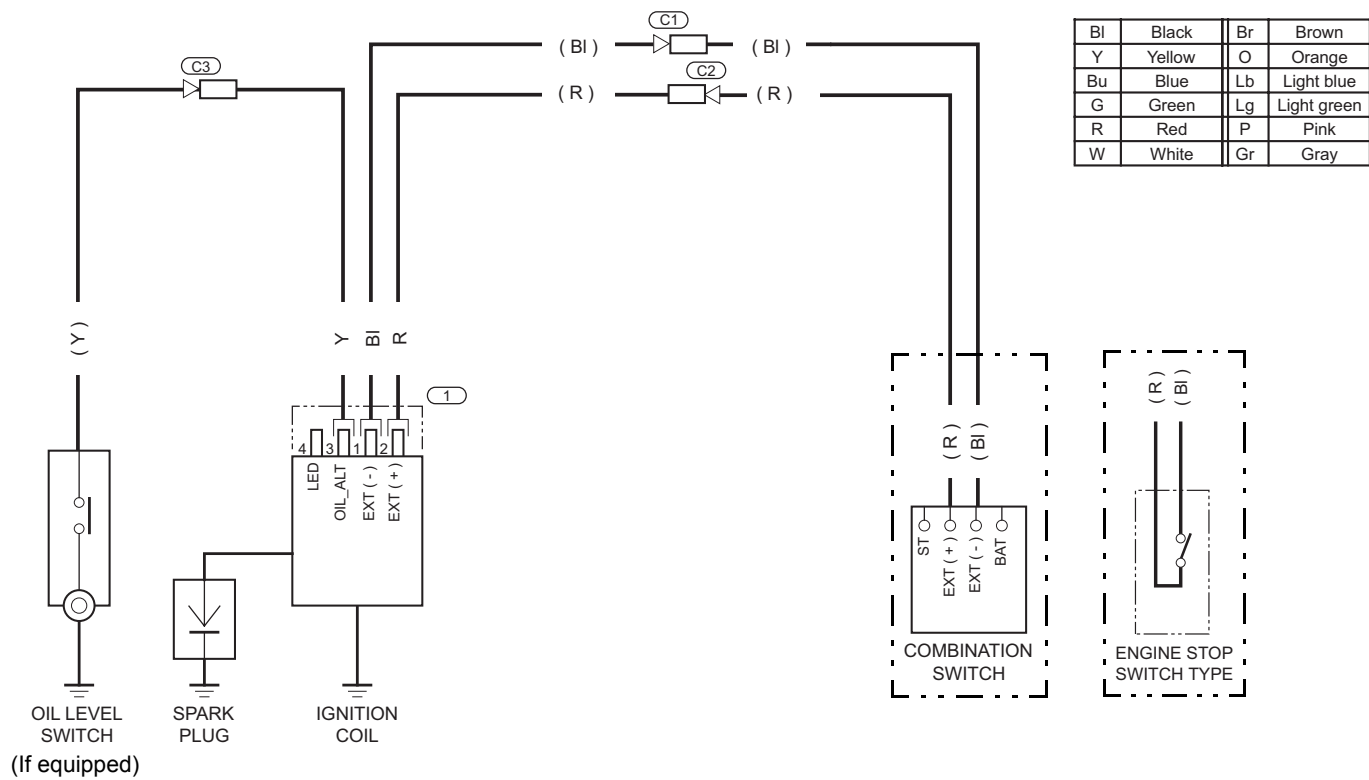 C1
( Bl )
( Bl )
C2
( R )
( R )
C3
Bl Black Br Brown
Y Yellow O Orange
Bu Blue Lb Light blue
G Green Lg Light green
R Red P Pink
W White Gr Gray
( Y )
Y
Bl
R
1
4
3
1
2
LED
OIL_ALT
EXT ( - )
EXT ( + )
( R )
( Bl )
ST
EXT ( + )
EXT ( - )
BAT
COMBINATION
SWITCH
( R )
( Bl )
ENGINE STOP
SWITCH TYPE
OIL LEVEL
SWITCH
(If equipped)
SPARK
PLUG
IGNITION
COIL